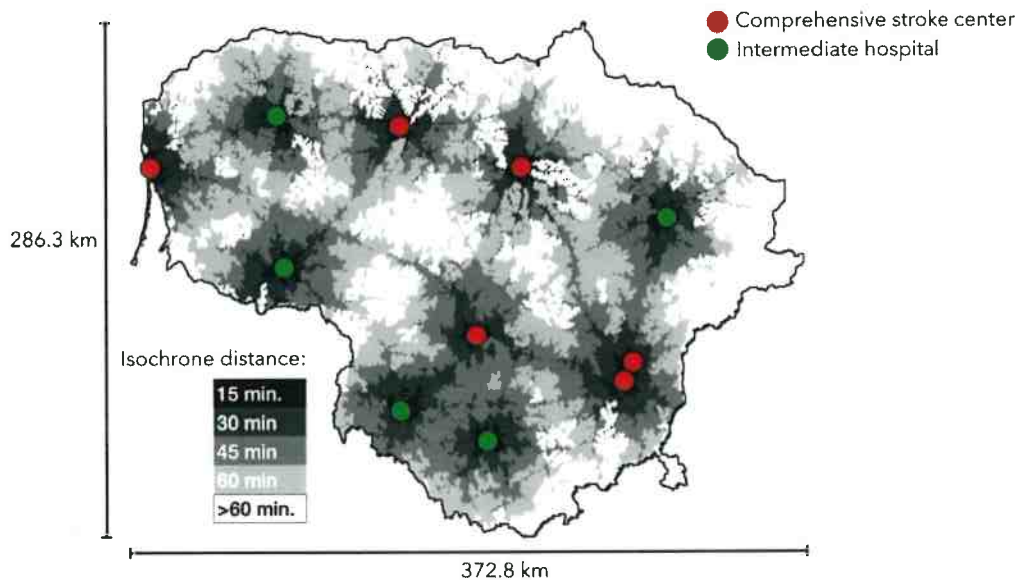 Comprehensive stroke center
Intermediate hospital
286.3 km
Isochrone distance:
15 min.
30 min
45 min
60 min
>60 min.
372.8 km